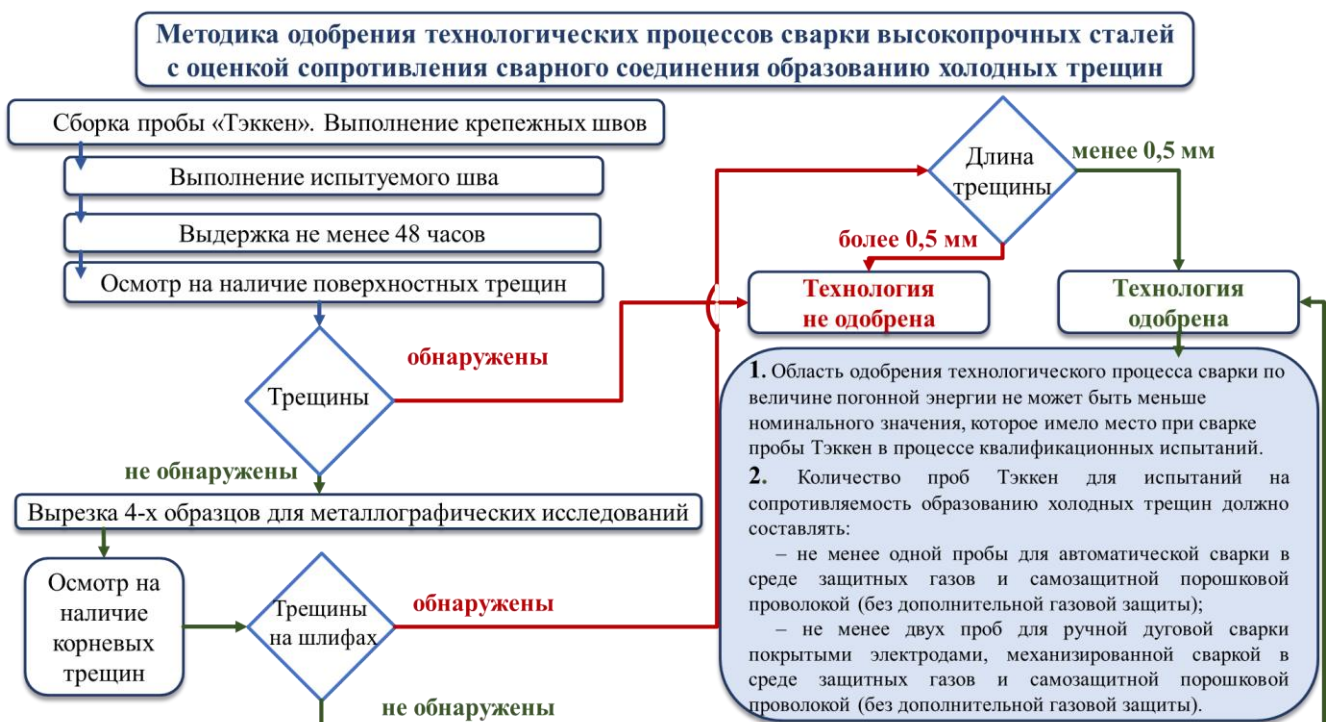 Методика одобрения технологических процессов сварки высокопрочных сталей
с оценкой сопротивления сварного соединения образованию холодных трещин
Сборка пробы «Тэккен». Выполнение крепежных швов
Выполнение испытуемого шва
Выдержка не менее 48 часов
Осмотр на наличие поверхностных трещин
Трещины
обнаружены
не обнаружены
Вырезка 4-х образцов для металлографических исследований
Осмотр на
наличие
корневых
трещин
Трещины
на шлифах
обнаружены
не обнаружены
Длина
трещины
менее 0,5 мм
более 0,5 мм
Технология
не одобрена
Технология
одобрена
1. Область одобрения технологического процесса сварки по
величине погонной энергии не может быть меньше
номинального значения, которое имело место при сварке
пробы Тэккен в процессе квалификационных испытаний.
2. Количество проб Тэккен для испытаний на
сопротивляемость образованию холодных трещин должно
составлять:
– не менее одной пробы для автоматической сварки в
среде защитных газов и самозащитной порошковой
проволокой (без дополнительной газовой защиты);
– не менее двух проб для ручной дуговой сварки
покрытыми электродами, механизированной сваркой в
среде защитных газов и самозащитной порошковой
проволокой (без дополнительной газовой защиты).